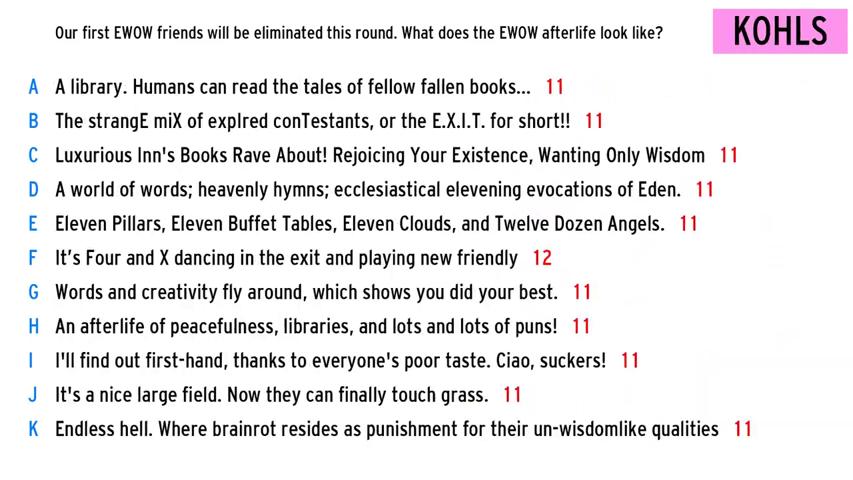 Our first EWOW friends will be eliminated this round. What does the EWOW afterlife look like?
KOHLS
A A library. Humans can read the tales of fellow fallen books... 11
B The strangE miX of expIred conTestants, or the E.X.I.T. for short!! 11
C Luxurious Inn's Books Rave About! Rejoicing Your Existence, Wanting Only Wisdom 11
D A world of words; heavenly hymns; ecclesiastical elevening evocations of Eden. 11
E Eleven Pillars, Eleven Buffet Tables, Eleven Clouds, and Twelve Dozen Angels. 11
F It’s Four and X dancing in the exit and playing new friendly 12
G Words and creativity fly around, which shows you did your best. 11
H An afterlife of peacefulness, libraries, and lots and lots of puns! 11
I I'll find out first-hand, thanks to everyone's poor taste. Ciao, suckers! 11
J It's a nice large field. Now they can finally touch grass. 11
K Endless hell. Where brainrot resides as punishment for their un-wisdomlike qualities 11